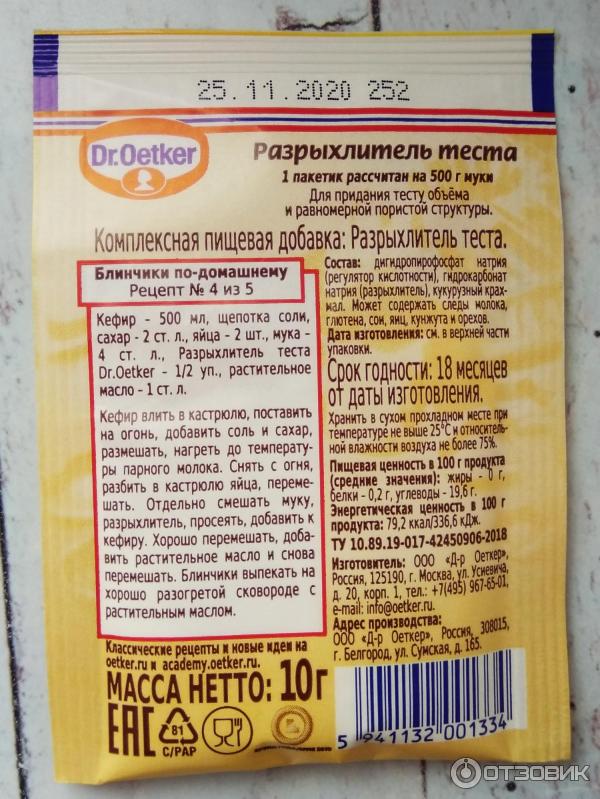 25.11.2020 252
Dr.Oetker
Разрыхлитель теста
1 пакетик рассчитан на 500 г муки
Для придания тесту объёма
и равномерной пористой структуры.
Комплексная пищевая добавка: Разрыхлитель теста.
Блинчики по-домашнему
Рецепт № 4 из 5
Кефир - 500 мл, щепотка соли,
сахар - 2 ст. л., яйца - 2 шт., мука -
4 ст. л., Разрыхлитель теста
Dr.Oetker - 1/2 уп., растительное
масло - 1 ст. л.
Кефир влить в кастрюлю, поставить
на огонь, добавить соль и сахар,
размешать, нагреть до температу-
ры парного молока. Снять с огня,
разбить в кастрюлю яйца, переме-
шать. Отдельно смешать муку,
разрыхлитель, просеять, добавить к
кефиру. Хорошо перемешать, доба-
вить растительное масло и снова
перемешать. Блинчики выпекать на
хорошо разогретой сковороде с
растительным маслом.
Состав: дигидропирофосфат натрия
(регулятор кислотности), гидрокарбонат
натрия (разрыхлитель), кукурузный крах-
мал. Может содержать следы молока,
глютена, сои, яиц, кунжута и орехов.
Дата изготовления: см. в верхней части
упаковки.
Срок годности: 18 месяцев
от даты изготовления.
Хранить в сухом прохладном месте при
температуре не выше 25°С и относитель-
ной влажности воздуха не более 75%.
Пищевая ценность в 100 г продукта
(средние значения): жиры - 0 г,
белки - 0,2 г, углеводы - 19,6 г.
Энергетическая ценность в 100 г
продукта: 79,2 ккал/336,6 кДж.
ТУ 10.89.19-017-42450906-2018
Изготовитель: ООО «Д-р Оеткер»,
Россия, 125190, г. Москва, ул. Усиевича,
д. 20, корп. 1, тел.: +7(495) 967-65-01,
e-mail: info@oetker.ru
Адрес производства:
ООО «Д-р Оеткер», Россия, 308015,
г. Белгород, ул. Сумская, д. 165.
Классические рецепты и новые идеи на
oetker.ru и academy.oetker.ru.
МАССА НЕТТО: 10 г
EAC
81
C/PAP
5 941132 001334
ОТЗОВИК